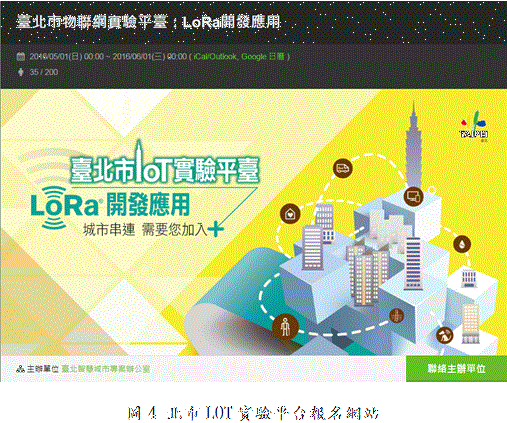 臺北市物聯網實驗平臺：LoRa開發應用
2016/05/01(日) 00:00 ~ 2016/06/01(三) 00:00 ( iCal/Outlook, Google 日曆 )
35 / 200
臺北市IoT實驗平臺
LoRa®開發應用
城市串連 需要您加入+
主辦單位 臺北智慧城市專案辦公室
聯絡主辦單位
圖 4 北市 IOT 實驗平台報名網站